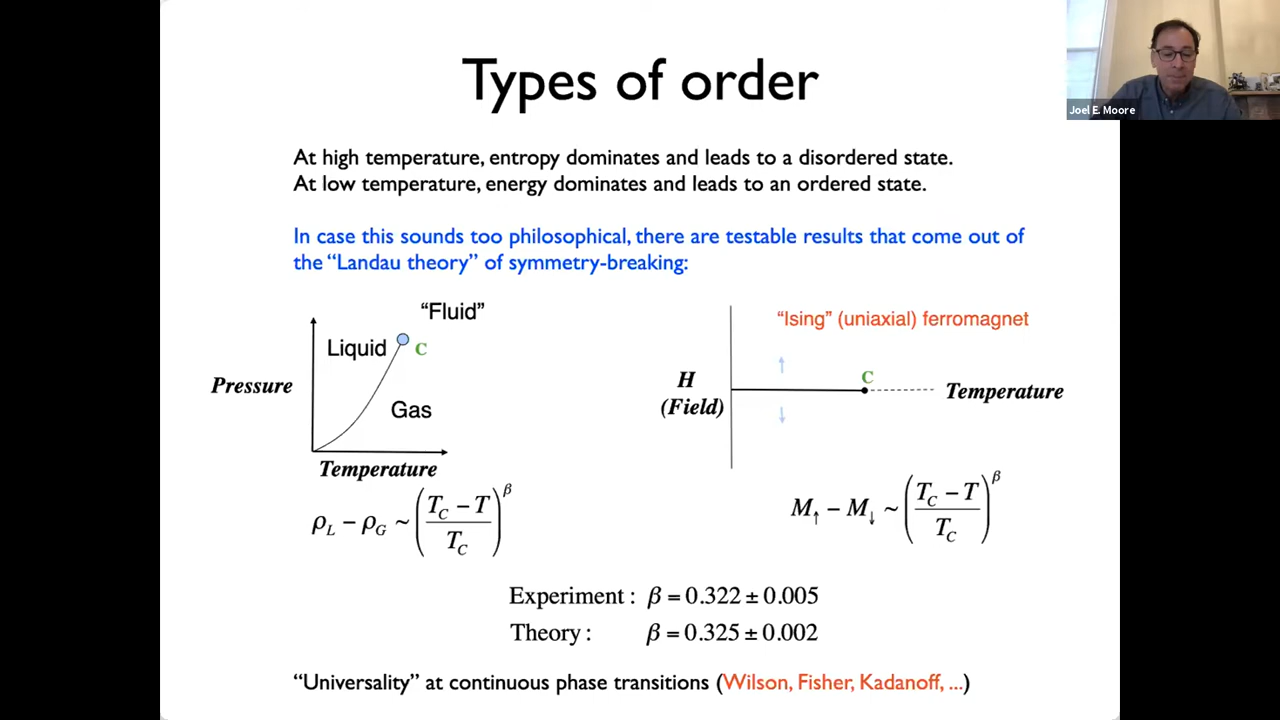 Types of order
Joel E. Moore
At high temperature, entropy dominates and leads to a disordered state.
At low temperature, energy dominates and leads to an ordered state.
In case this sounds too philosophical, there are testable results that come out of
the “Landau theory” of symmetry-breaking:
“Fluid”
Liquid
C
Pressure
Gas
Temperature
ρ_L − ρ_G ~ ((T_C − T)/T_C)^β
“Ising” (uniaxial) ferromagnet
↑
C
H
(Field)
Temperature
↓
M_↑ − M_↓ ~ ((T_C − T)/T_C)^β
Experiment: β = 0.322 ± 0.005
Theory: β = 0.325 ± 0.002
“Universality” at continuous phase transitions (Wilson, Fisher, Kadanoff, ...)